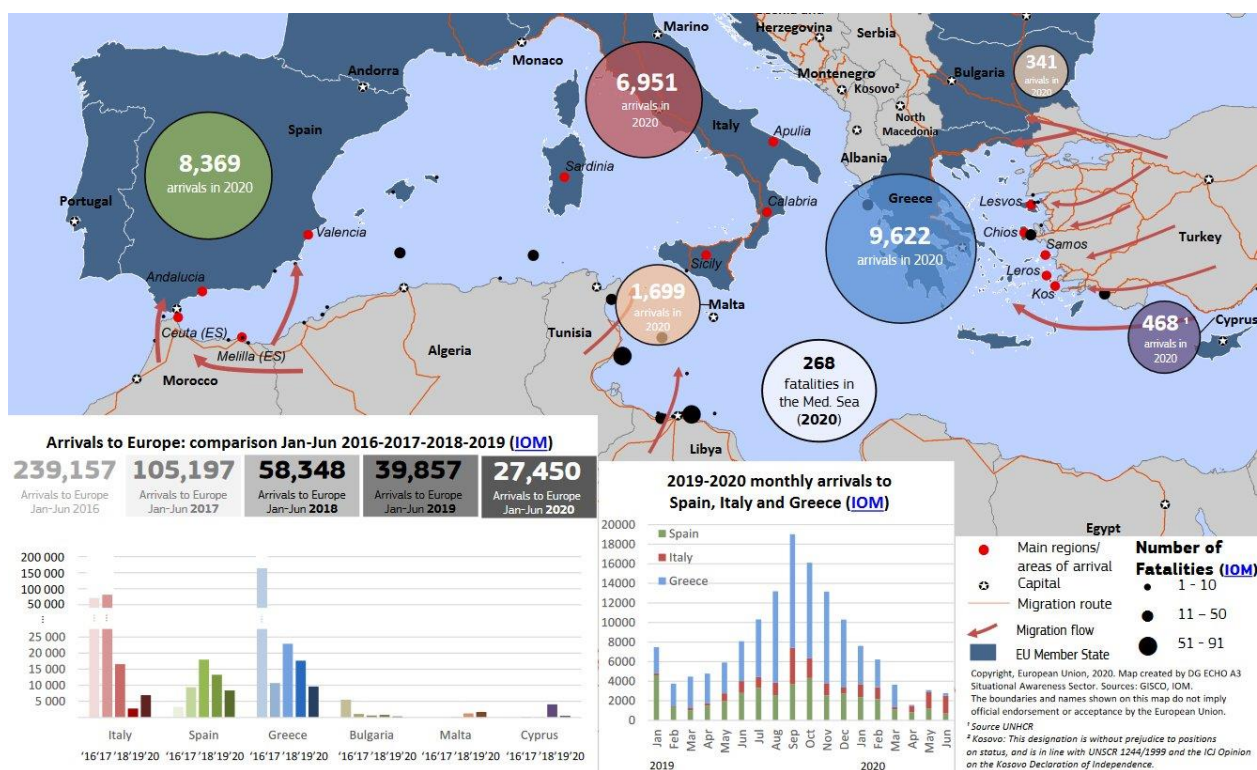 Marino
Bosnia and
Herzegovina
Serbia
Monaco
Andorra
6,951
arrivals in
2020
Montenegro
Kosovo²
Bulgaria
341
arivals in
2020
Spain
Italy
Apulia
North
Macedonia
8,369
arrivals in 2020
Sardinia
Albania
Portugal
Calabria
Greece
9,622
arrivals in 2020
Lesvos
Chios
Samos
Turkey
Valencia
Andalucia
Sicily
Leros
Kos
1,699
arrivals in
2020
Malta
Ceuta (ES)
Melilla (ES)
Tunisia
468 ¹
arrivals in
2020
Cyprus
Algeria
Morocco
268
fatalities in
the Med. Sea
(2020)
Libya
Egypt
Arrivals to Europe: comparison Jan-Jun 2016-2017-2018-2019 (IOM)
239,157 105,197 58,348 39,857 27,450
Arrivals to Europe Arrivals to Europe Arrivals to Europe Arrivals to Europe Arrivals to Europe
Jan-Jun 2016 Jan-Jun 2017 Jan-Jun 2018 Jan-Jun 2019 Jan-Jun 2020
200 000
150 000
100 000
50 000
25 000
20 000
15 000
10 000
5 000
Italy Spain Greece Bulgaria Malta Cyprus
'16'17 '18'19'20 '16'17'18'19'20 '16'17'18'19'20 '16'17'18'19'20 '16'17'18'19'20 '16'17'18'19'20
2019-2020 monthly arrivals to
Spain, Italy and Greece (IOM)
20000
18000
16000
14000
12000
10000
8000
6000
4000
2000
0
Spain
Italy
Greece
Jan Feb Mar Apr May Jun Jul Aug Sep Oct Nov Dec Jan Feb Mar Apr May Jun
2019 2020
Main regions/
areas of arrival
Capital
Migration route
Migration flow
EU Member State
Number of
Fatalities (IOM)
1 - 10
11 – 50
51 - 91
Copyright, European Union, 2020. Map created by DG ECHO A3
Situational Awareness Sector. Sources: GISCO, IOM.
The boundaries and names shown on this map do not imply
official endorsement or acceptance by the European Union.
¹ Source UNHCR
² Kosovo: This designation is without prejudice to positions
on status, and is in line with UNSCR 1244/1999 and the ICJ Opinion
on the Kosovo Declaration of Independence.